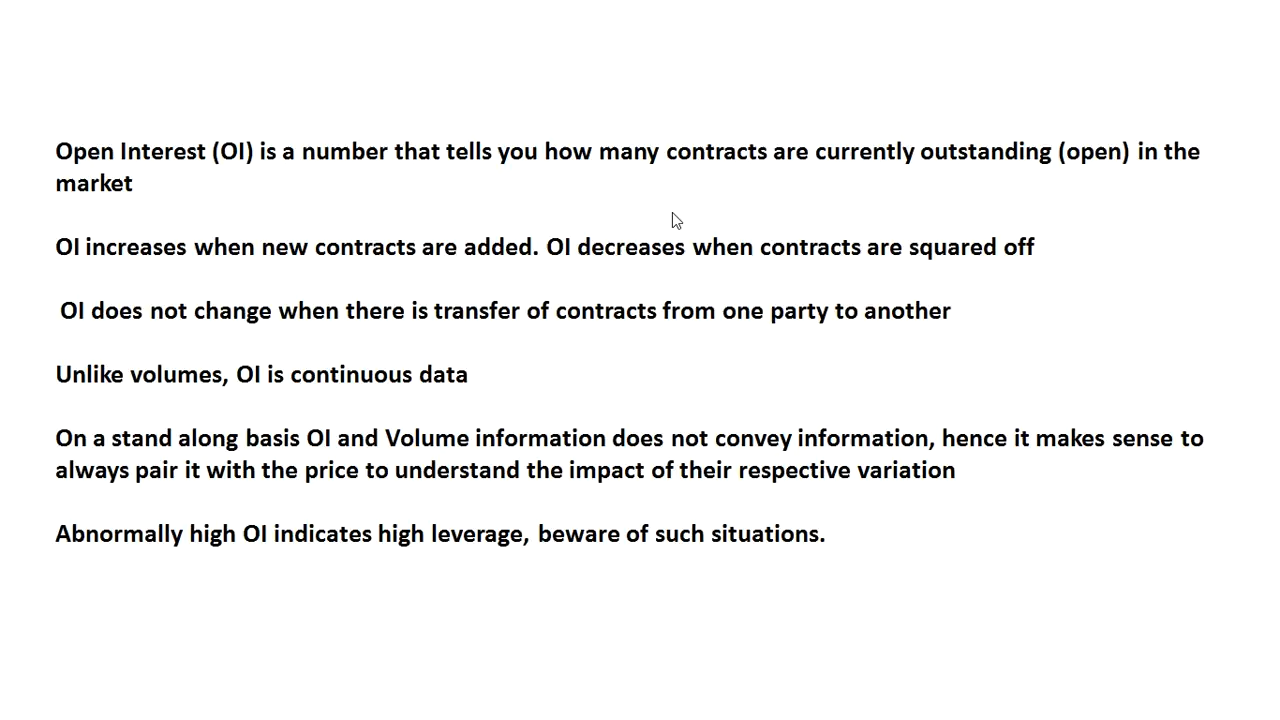 Open Interest (OI) is a number that tells you how many contracts are currently outstanding (open) in the
market
OI increases when new contracts are added. OI decreases when contracts are squared off
OI does not change when there is transfer of contracts from one party to another
Unlike volumes, OI is continuous data
On a stand along basis OI and Volume information does not convey information, hence it makes sense to
always pair it with the price to understand the impact of their respective variation
Abnormally high OI indicates high leverage, beware of such situations.